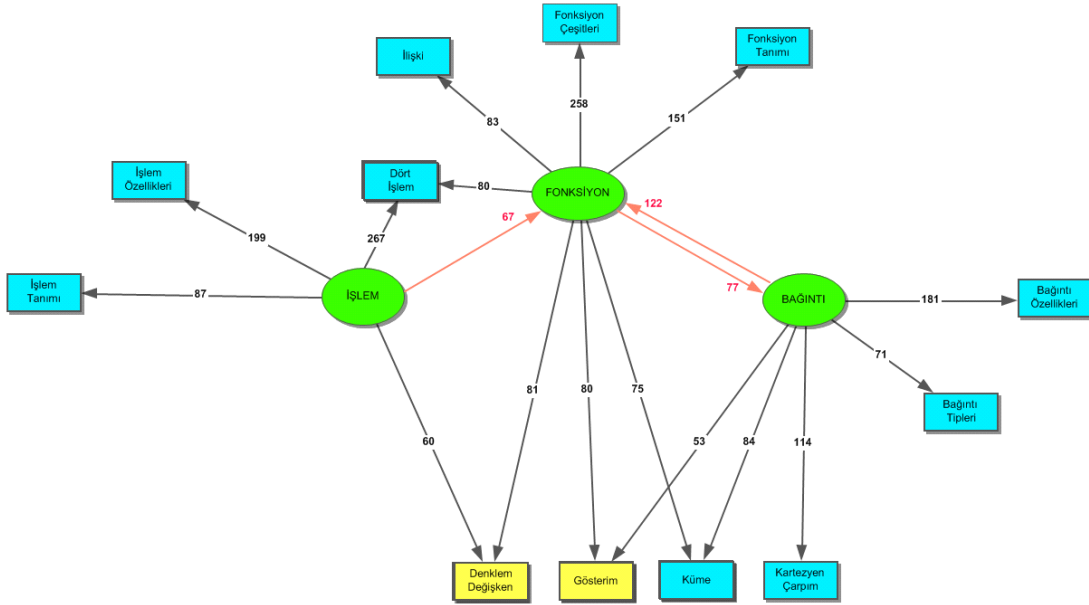 Fonksiyon
Çeşitleri
Fonksiyon
Tanımı
İlişki
258
151
83
İşlem
Özellikleri
Dört
İşlem
80
FONKSİYON
67
122
199
267
İşlem
Tanımı
87
İŞLEM
77
BAĞINTI
181
Bağıntı
Özellikleri
71
81
80
75
Bağıntı
Tipleri
60
53
84
114
Denklem
Değişken
Gösterim
Küme
Kartezyen
Çarpım